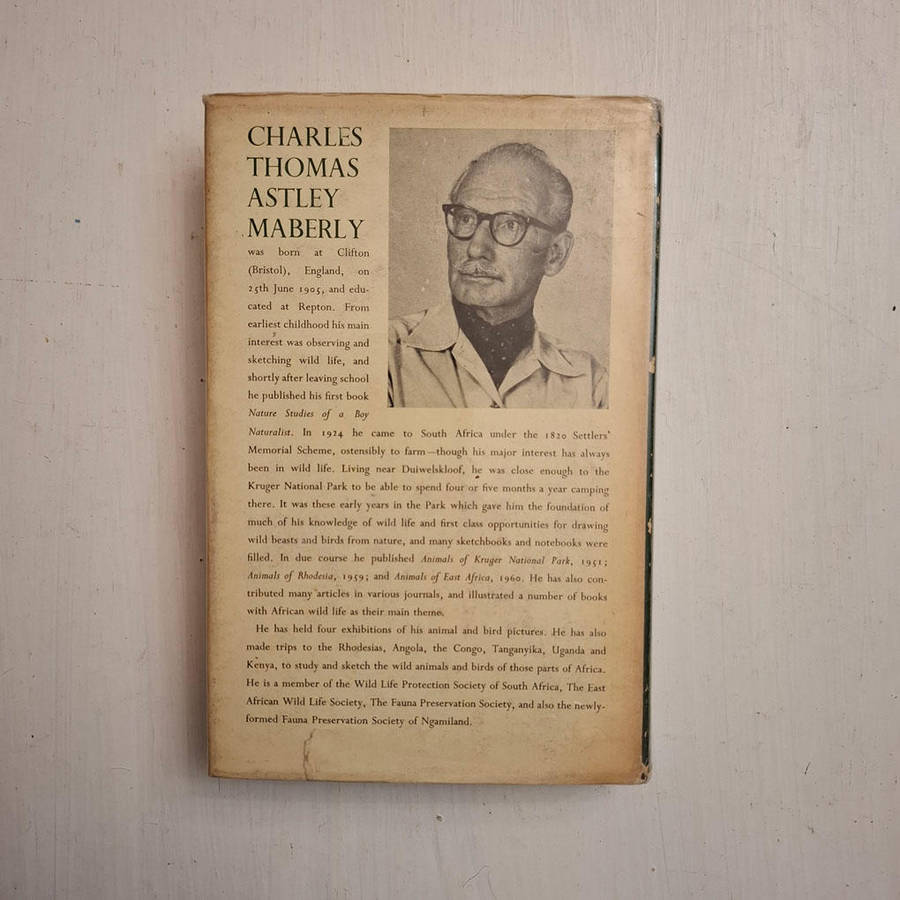 CHARLES
THOMAS
ASTLEY
MABERLY
was born at Clifton
(Bristol), England, on
25th June 1905, and edu-
cated at Repton. From
earliest childhood his main
interest was observing and
sketching wild life, and
shortly after leaving school
he published his first book
Nature Studies of a Boy
Naturalist. In 1924 he came to South Africa under the 1820 Settlers'
Memorial Scheme, ostensibly to farm—though his major interest has always
been in wild life. Living near Duiwelskloof, he was close enough to the
Kruger National Park to be able to spend four or five months a year camping
there. It was these early years in the Park which gave him the foundation of
much of his knowledge of wild life and first class opportunities for drawing
wild beasts and birds from nature, and many sketchbooks and notebooks were
filled. In due course he published Animals of Kruger National Park, 1951;
Animals of Rhodesia, 1959; and Animals of East Africa, 1960. He has also con-
tributed many articles in various journals, and illustrated a number of books
with African wild life as their main theme.
He has held four exhibitions of his animal and bird pictures. He has also
made trips to the Rhodesias, Angola, the Congo, Tanganyika, Uganda and
Kenya, to study and sketch the wild animals and birds of those parts of Africa.
He is a member of the Wild Life Protection Society of South Africa, The East
African Wild Life Society, The Fauna Preservation Society, and also the newly-
formed Fauna Preservation Society of Ngamiland.